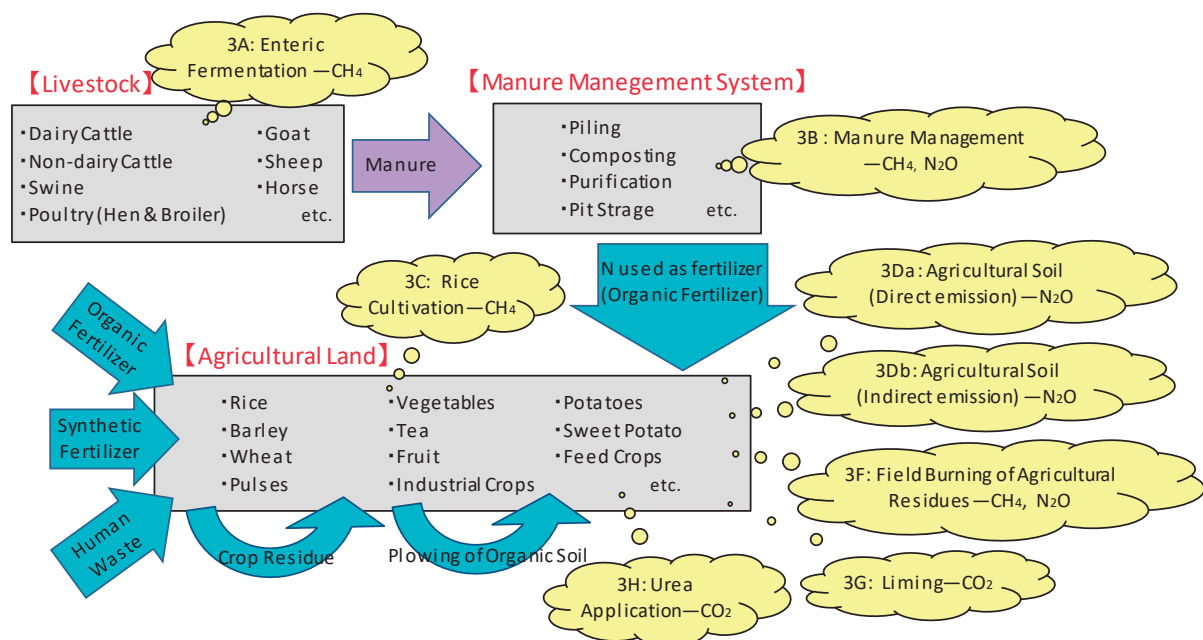 3A: Enteric
Fermentation —CH₄
【Livestock】
・Dairy Cattle
・Non-dairy Cattle
・Swine
・Poultry (Hen & Broiler)
・Goat
・Sheep
・Horse
etc.
Manure
【Manure Manegement System】
・Piling
・Composting
・Purification
・Pit Strage
etc.
3B : Manure Management
—CH₄, N₂O
N used as fertilizer
(Organic Fertilizer)
3C: Rice
Cultivation—CH₄
3Da : Agricultural Soil
(Direct emission) —N₂O
Organic
Fertilizer
Synthetic
Fertilizer
Human
Waste
【Agricultural Land】
・Rice
・Barley
・Wheat
・Pulses
・Vegetables
・Tea
・Fruit
・Industrial Crops
・Potatoes
・Sweet Potato
・Feed Crops
etc.
3Db : Agricultural Soil
(Indirect emission) —N₂O
3F : Field Burning of Agricultural
Residues—CH₄, N₂O
Crop Residue
Plowing of Organic Soil
3H : Urea
Application—CO₂
3G : Liming—CO₂